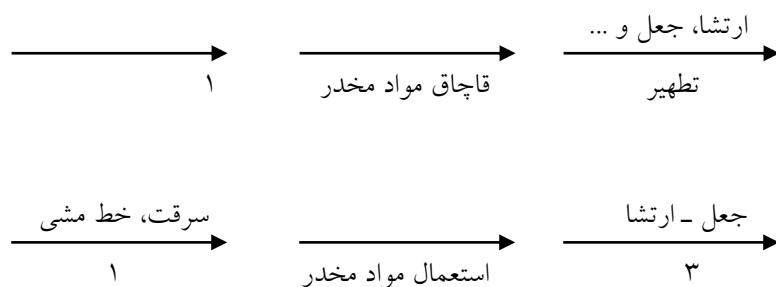 ارتشا، جعل و ...
تطهیر
قاچاق مواد مخدر
۱
جعل ـ ارتشا
سرقت، خط مشی
۳
استعمال مواد مخدر
۱